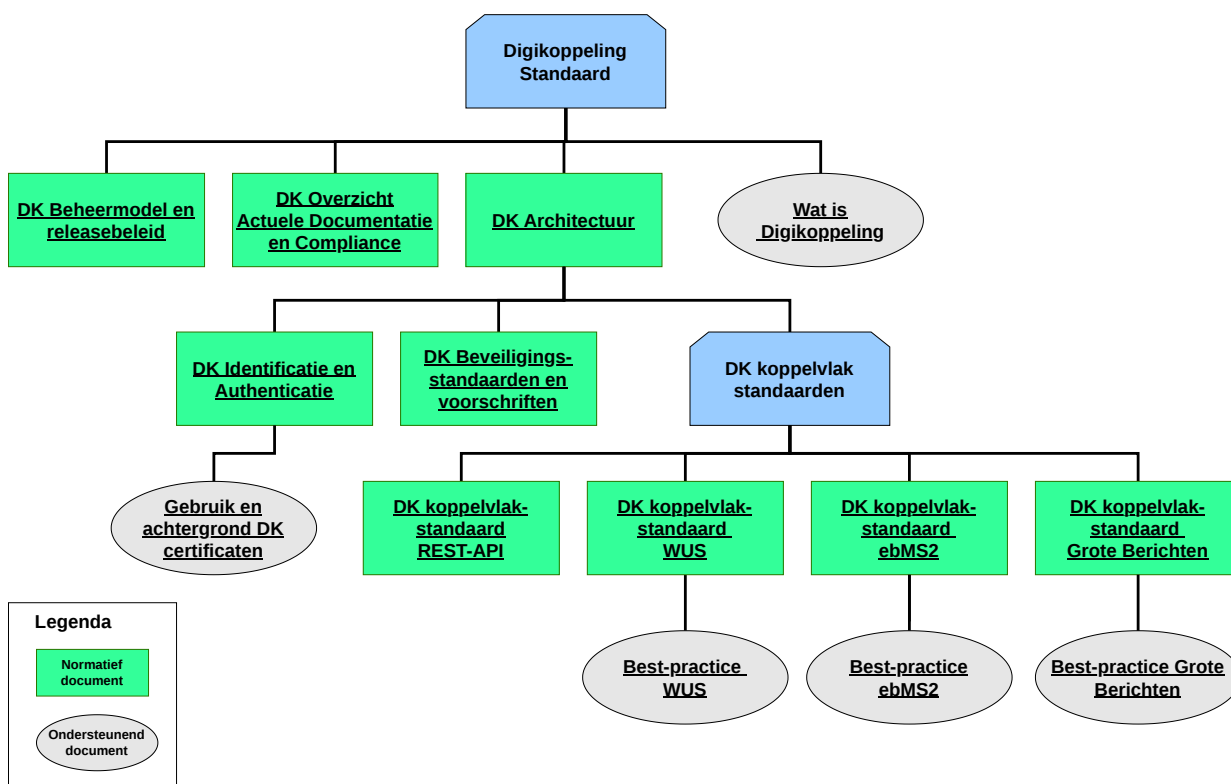 Digikoppeling
Standaard
DK Beheermodel en
releasebeleid
DK Overzicht
Actuele Documentatie
en Compliance
DK Architectuur
Wat is
Digikoppeling
DK Identificatie en
Authenticatie
DK Beveiligings-
standaarden en
voorschriften
DK koppelvlak
standaarden
Gebruik en
achtergrond DK
certificaten
DK koppelvlak-
standaard
REST-API
DK koppelvlak-
standaard
WUS
DK koppelvlak-
standaard
ebMS2
DK koppelvlak-
standaard
Grote Berichten
Best-practice
WUS
Best-practice
ebMS2
Best-practice Grote
Berichten
Legenda
Normatief
document
Ondersteunend
document